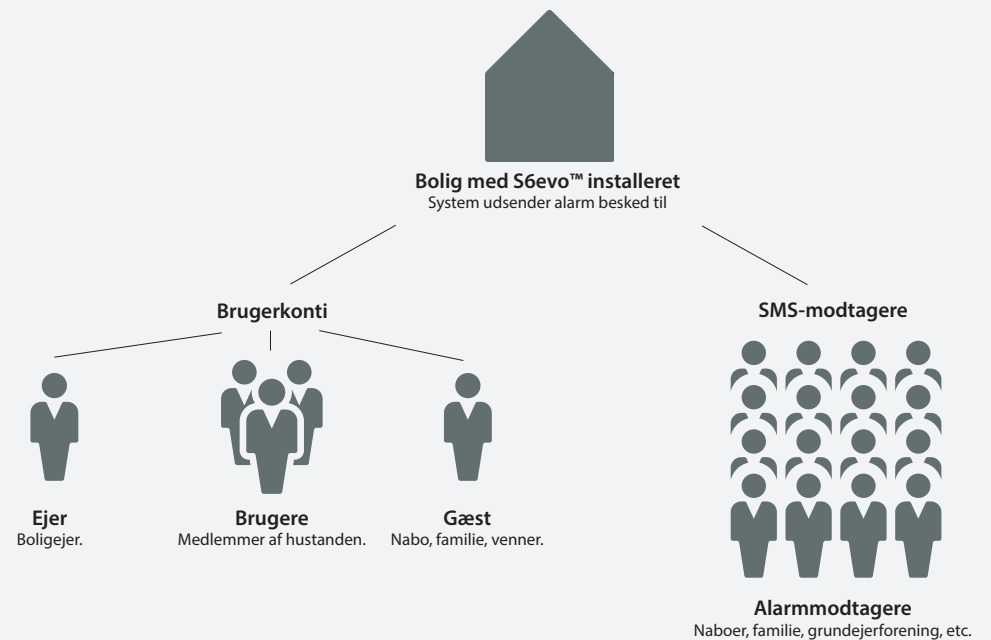 Bolig med S6evo™ installeret
System udsender alarm besked til
Brugerkonti
SMS-modtagere
Ejer
Boligejer.
Brugere
Medlemmer af hustanden.
Gæst
Nabo, familie, venner.
Alarmmodtagere
Naboer, familie, grundejerforening, etc.